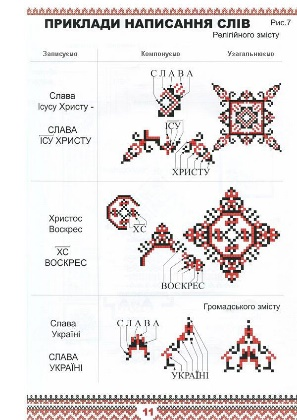 ПРИКЛАДИ НАПИСАННЯ СЛІВ
Рис.7
Релігійного змісту
Записуємо Компонуємо Узагальнюємо
Слава
Ісусу Христу -
СЛАВА
ІСУ ХРИСТУ
СЛАВА
ІСУ
ХРИСТУ
Христос
Воскрес
ХС
ВОСКРЕС
ХС
ВОСКРЕС
Громадського змісту
Слава
Україні
СЛАВА
УКРАЇНІ
СЛАВА
УКРАЇНІ
11